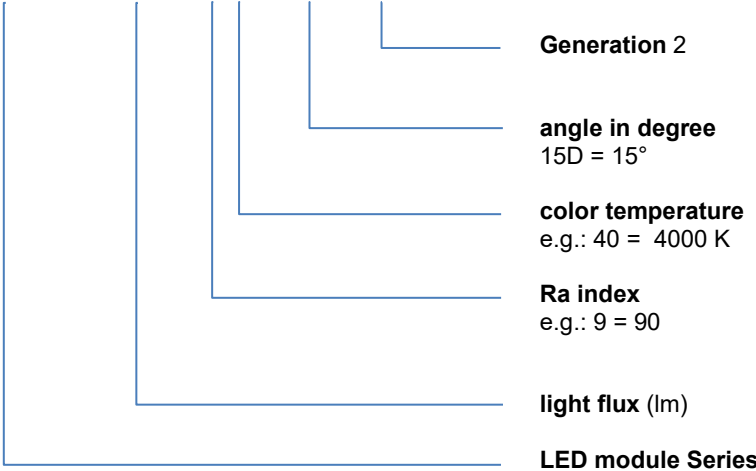 Generation 2
angle in degree
15D = 15°
color temperature
e.g.: 40 = 4000 K
Ra index
e.g.: 9 = 90
light flux (lm)
LED module Series